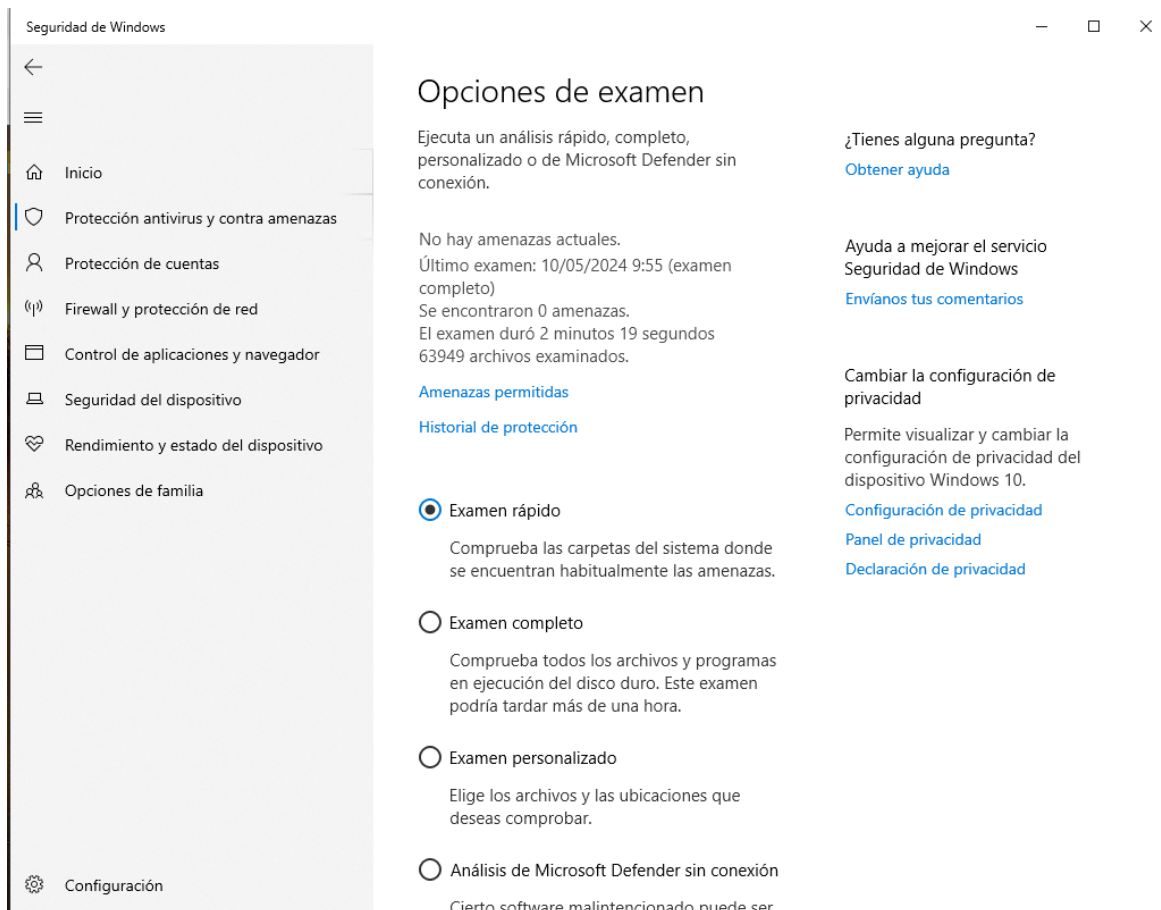 Seguridad de Windows
Inicio
Protección antivirus y contra amenazas
Protección de cuentas
Firewall y protección de red
Control de aplicaciones y navegador
Seguridad del dispositivo
Rendimiento y estado del dispositivo
Opciones de familia
Configuración
Opciones de examen
Ejecuta un análisis rápido, completo,
personalizado o de Microsoft Defender sin
conexión.
No hay amenazas actuales.
Último examen: 10/05/2024 9:55 (examen
completo)
Se encontraron 0 amenazas.
El examen duró 2 minutos 19 segundos
63949 archivos examinados.
Amenazas permitidas
Historial de protección
Examen rápido
Comprueba las carpetas del sistema donde
se encuentran habitualmente las amenazas.
Examen completo
Comprueba todos los archivos y programas
en ejecución del disco duro. Este examen
podría tardar más de una hora.
Examen personalizado
Elige los archivos y las ubicaciones que
deseas comprobar.
Análisis de Microsoft Defender sin conexión
Cierto software malintencionado puede ser
¿Tienes alguna pregunta?
Obtener ayuda
Ayuda a mejorar el servicio
Seguridad de Windows
Envíanos tus comentarios
Cambiar la configuración de
privacidad
Permite visualizar y cambiar la
configuración de privacidad del
dispositivo Windows 10.
Configuración de privacidad
Panel de privacidad
Declaración de privacidad